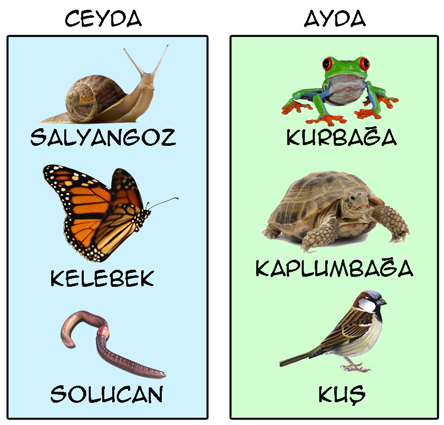 CEYDA
SALYANGOZ
KELEBEK
SOLUCAN
AYDA
KURBAĞA
KAPLUMBAĞA
KUŞ